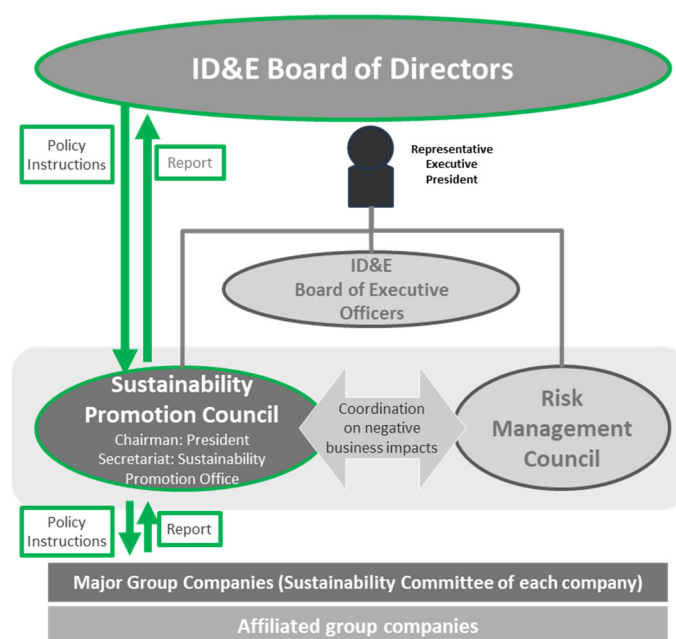 ID&E Board of Directors
Policy
Instructions
Report
Representative
Executive
President
ID&E
Board of Executive
Officers
Sustainability
Promotion Council
Chairman: President
Secretariat: Sustainability
Promotion Office
Coordination
on negative
business impacts
Risk
Management
Council
Policy
Instructions
Report
Major Group Companies (Sustainability Committee of each company)
Affiliated group companies